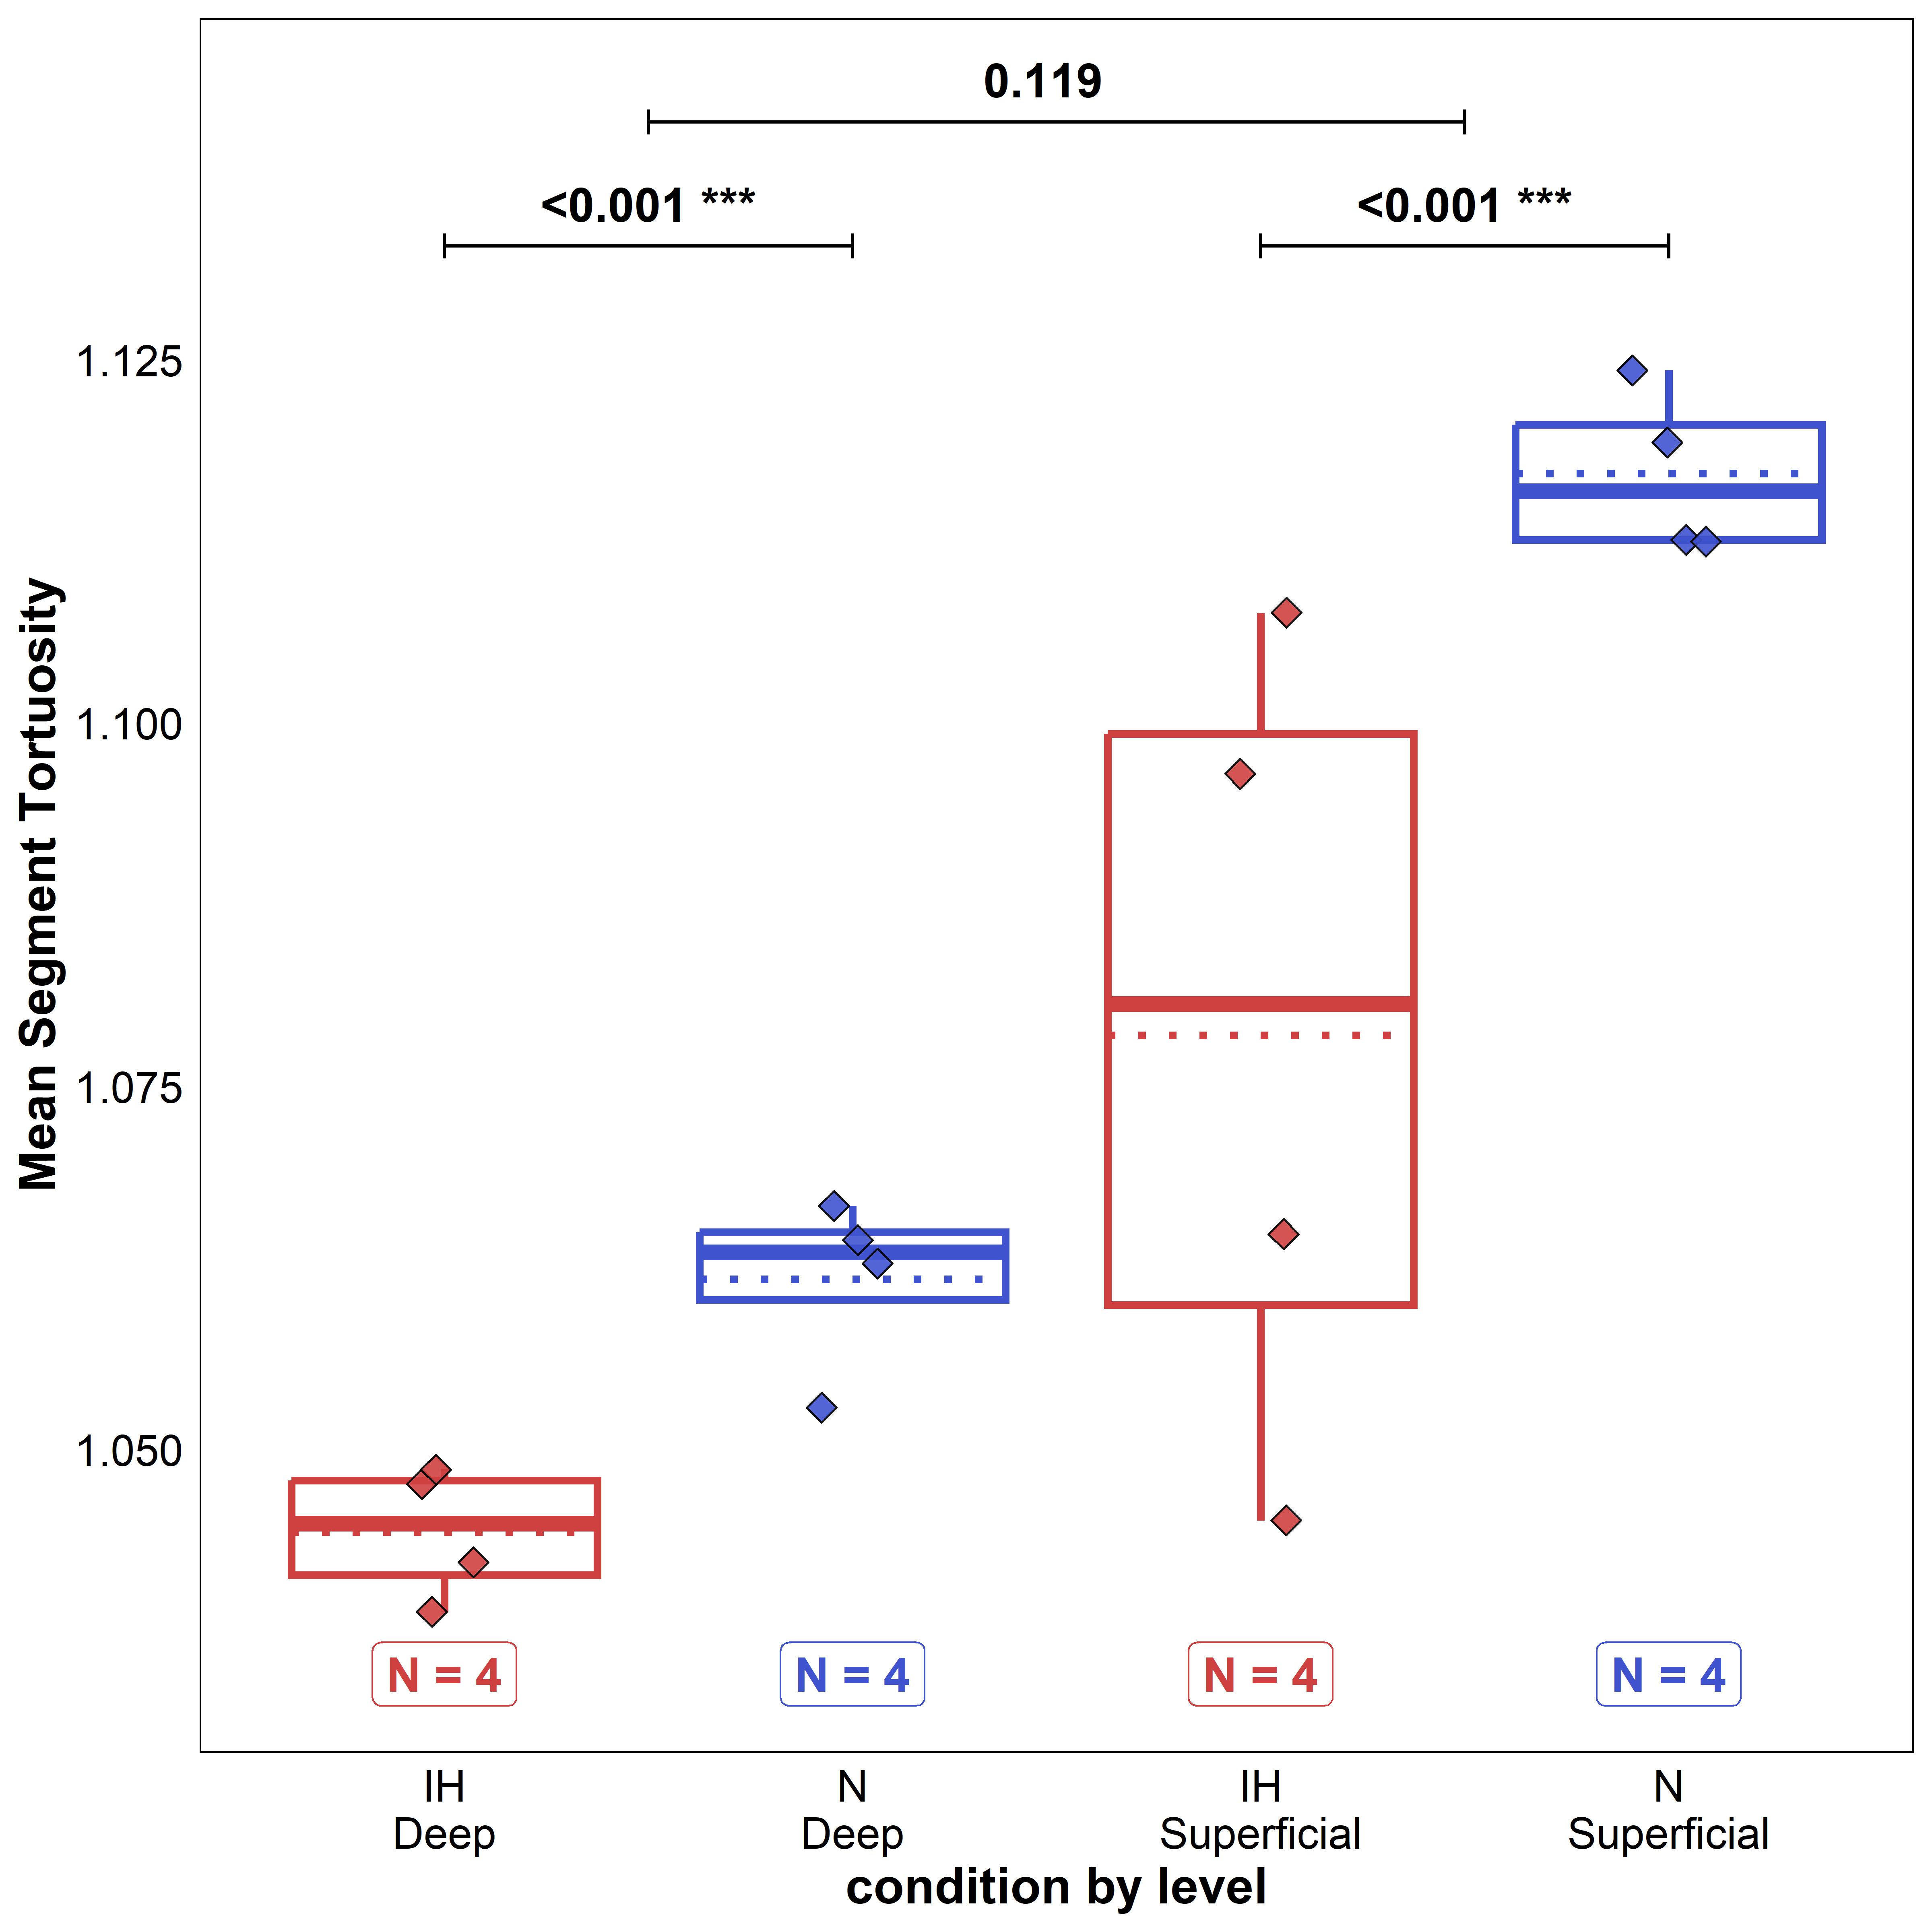 0.119
<0.001 ***
<0.001 ***
Mean Segment Tortuosity
1.125
1.100
1.075
1.050
N = 4
N = 4
N = 4
N = 4
IH
Deep
N
Deep
IH
Superficial
N
Superficial
condition by level